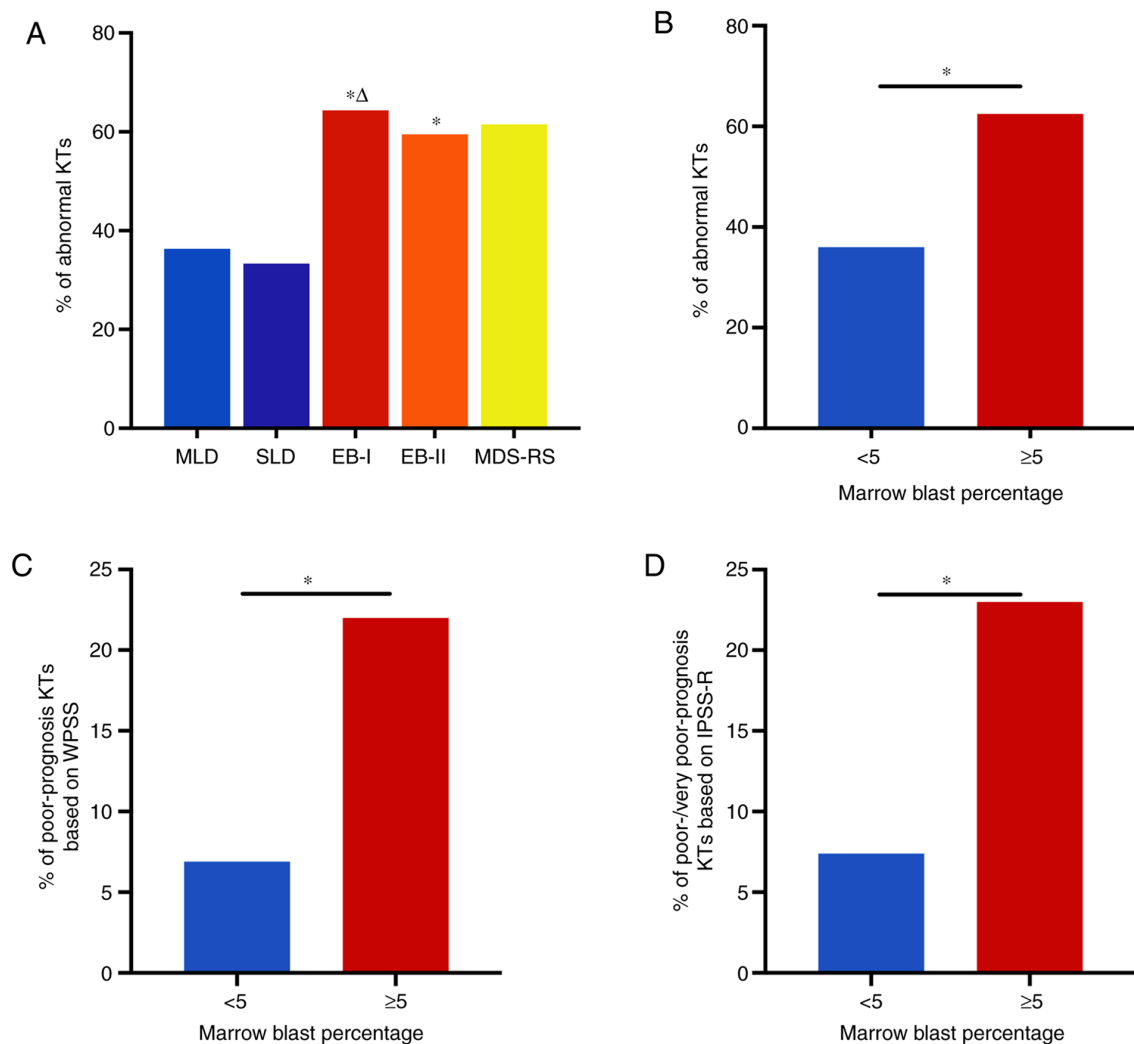 A
% of abnormal KTs
80
60
40
20
0
*Δ
*
MLD SLD EB-I EB-II MDS-RS
B
% of abnormal KTs
80
60
40
20
0
*
<5 ≥5
Marrow blast percentage
C
% of poor-prognosis KTs
based on WPSS
25
20
15
10
5
0
*
<5 ≥5
Marrow blast percentage
D
% of poor-/very poor-prognosis
KTs based on IPSS-R
25
20
15
10
5
0
*
<5 ≥5
Marrow blast percentage